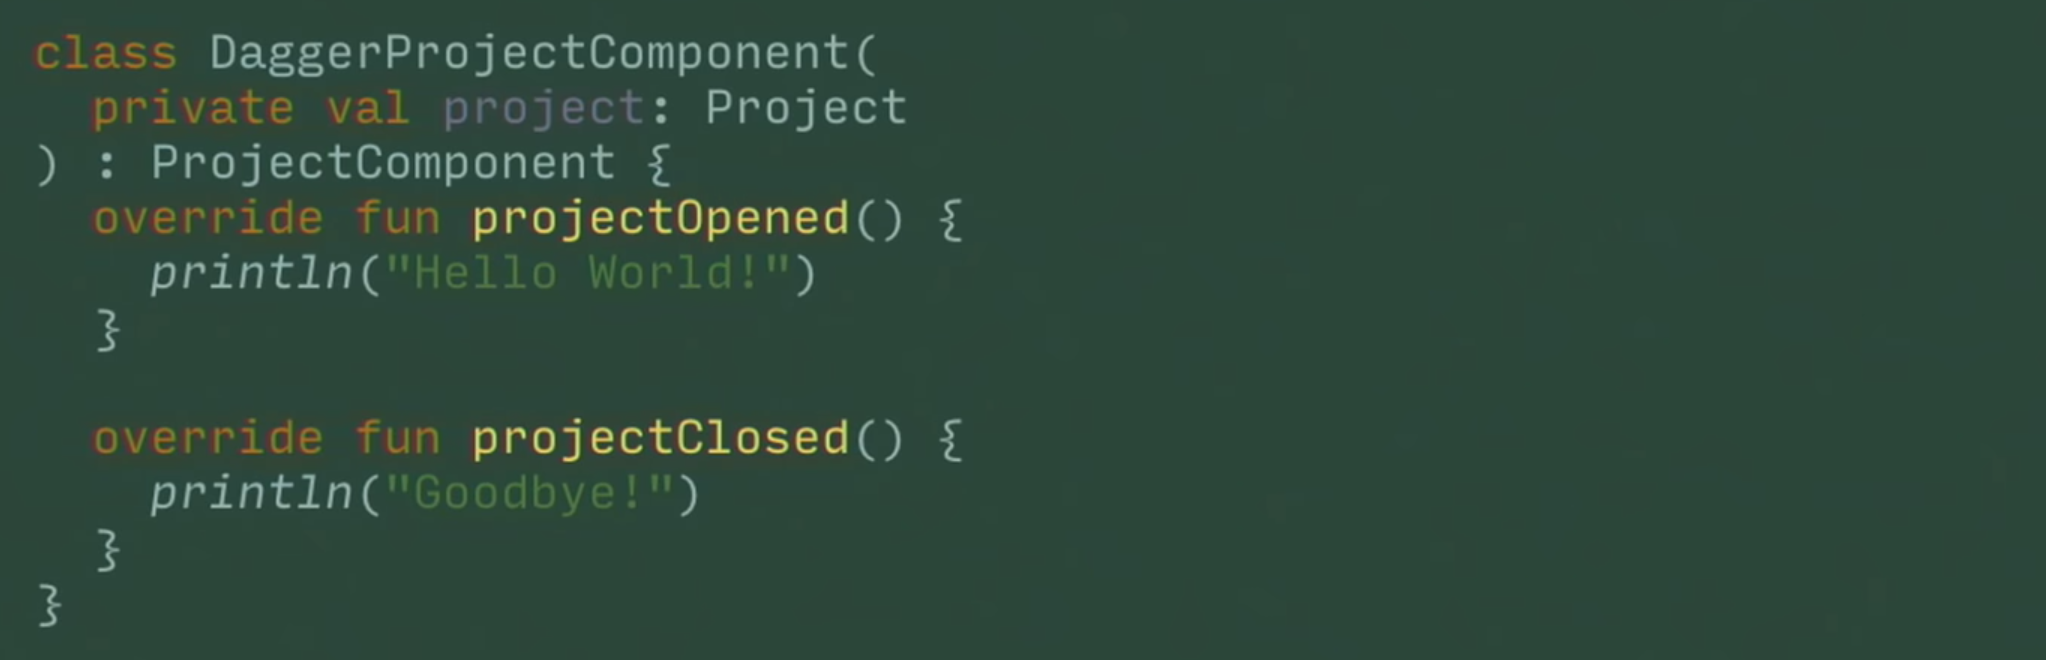 class DaggerProjectComponent(
  private val project: Project
) : ProjectComponent {
  override fun projectOpened() {
    println("Hello World!")
  }

  override fun projectClosed() {
    println("Goodbye!")
  }
}